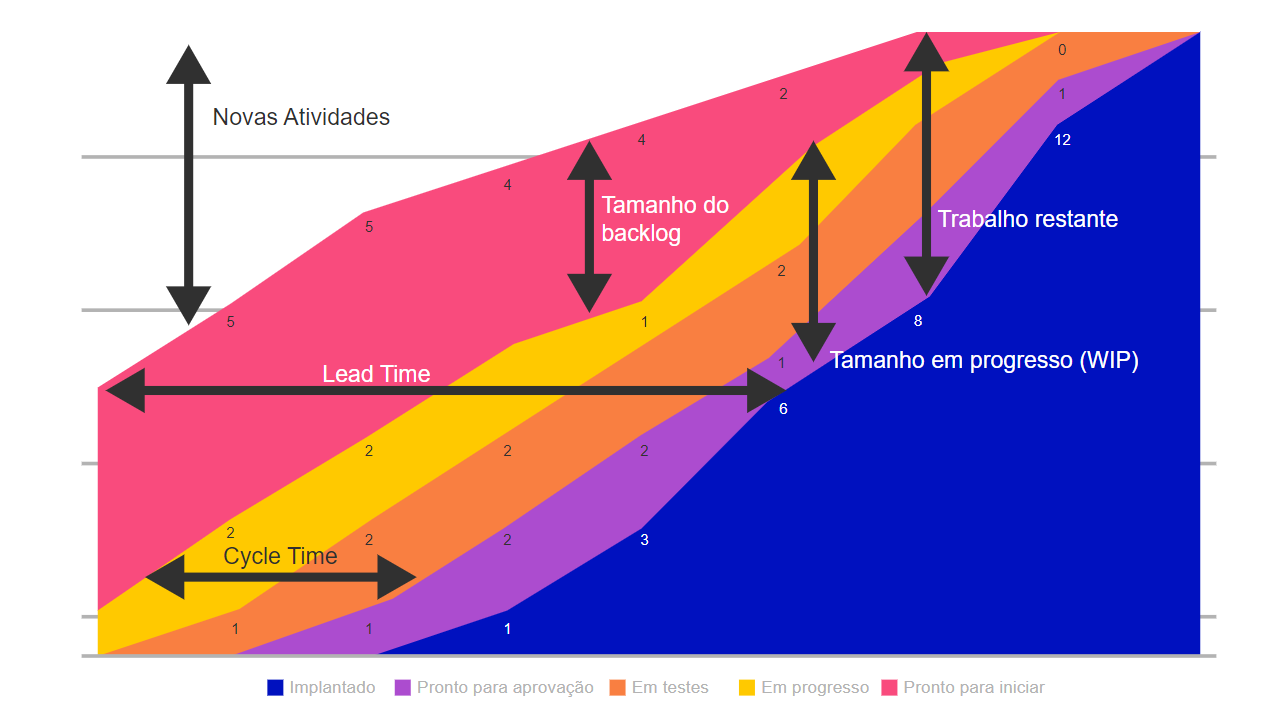 0
2
1
Novas Atividades
4
12
4
Tamanho do
backlog
Trabalho restante
5
2
5
1
8
Tamanho em progresso (WIP)
1
Lead Time
6
2
2
2
2
2
2
3
Cycle Time
1
1
1
Implantado
Pronto para aprovação
Em testes
Em progresso
Pronto para iniciar